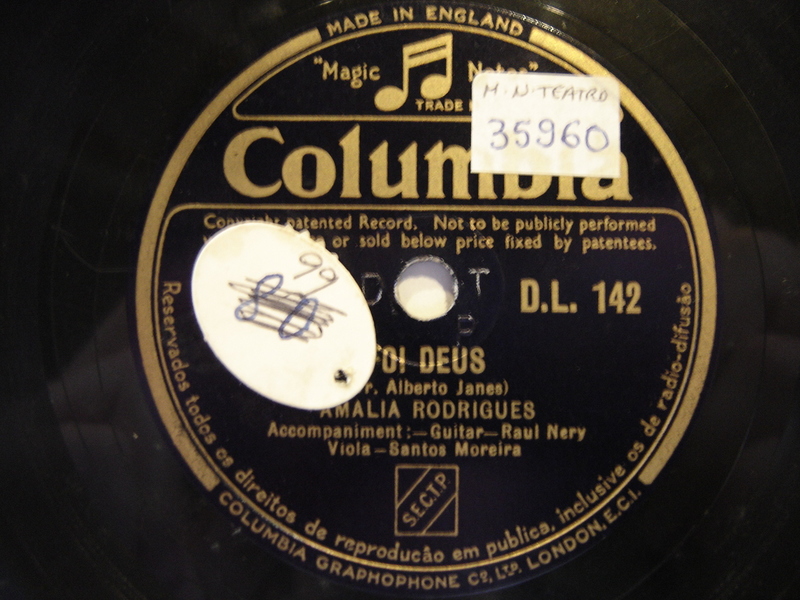 MADE IN ENGLAND
"Magic Notes"
TRADE
M.N.TEATRO
35960
Columbia
Copyright patented Record. Not to be publicly performed
or sold below price fixed by patentees.
99
80
D T
P
D.L. 142
FOI DEUS
Alberto Janes)
AMALIA RODRIGUES
Accompaniment:—Guitar—Raul Nery
Viola—Santos Moreira
S.E.C.T.P.
Reservados todos os direitos de reprodução em publica, inclusive os de radio-difusão
COLUMBIA GRAPHOPHONE Co, LTD. LONDON, E.C.I.